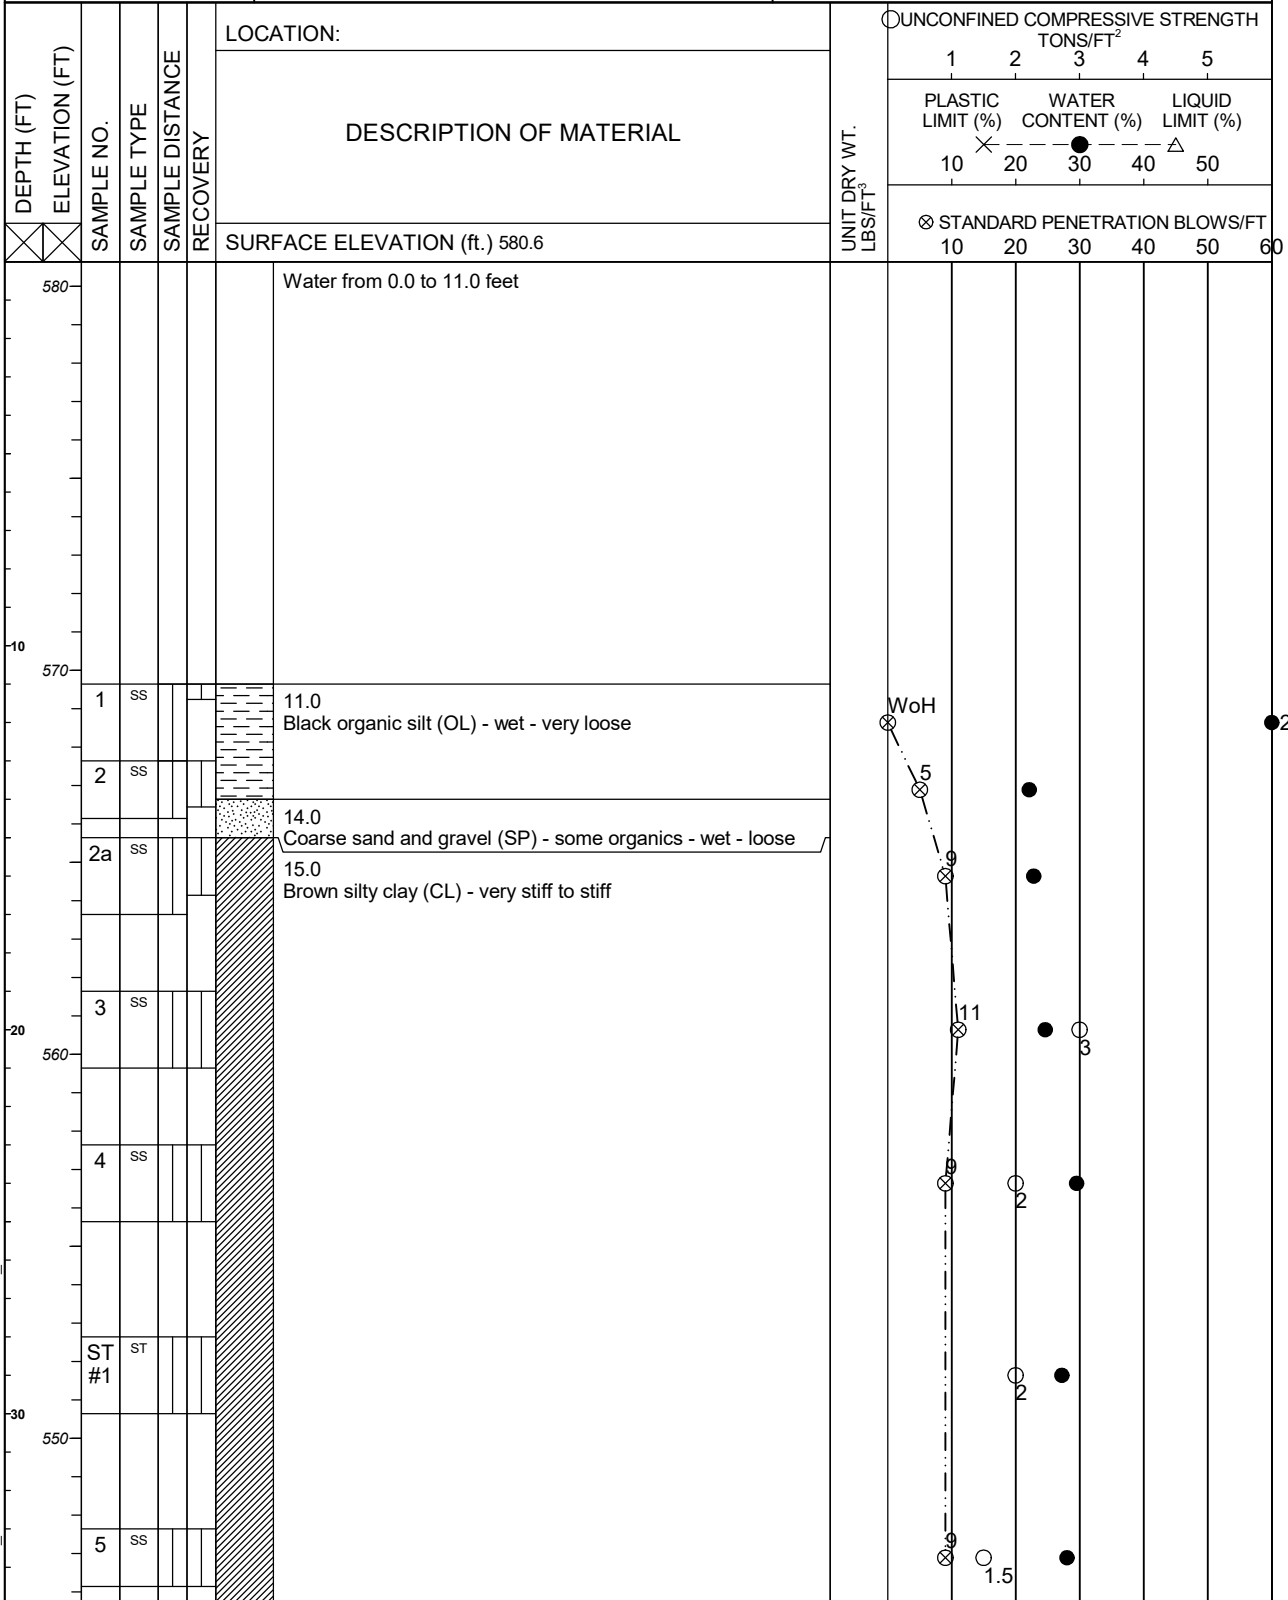 DEPTH (FT)
ELEVATION (FT)
SAMPLE NO.
SAMPLE TYPE
SAMPLE DISTANCE
RECOVERY
LOCATION:
DESCRIPTION OF MATERIAL
SURFACE ELEVATION (ft.) 580.6
UNIT DRY WT.
LBS/FT³
UNCONFINED COMPRESSIVE STRENGTH
TONS/FT²
1 2 3 4 5
PLASTIC WATER LIQUID
LIMIT (%) CONTENT (%) LIMIT (%)
10 20 30 40 50
⊗ STANDARD PENETRATION BLOWS/FT
10 20 30 40 50 60
580
Water from 0.0 to 11.0 feet
10
570
1 SS
11.0
Black organic silt (OL) - wet - very loose
WoH
2
2 SS
5
14.0
Coarse sand and gravel (SP) - some organics - wet - loose
2a SS
9
15.0
Brown silty clay (CL) - very stiff to stiff
3 SS
11
20
3
560
4 SS
9
2
ST ST
#1
2
30
550
5 SS
9
1.5